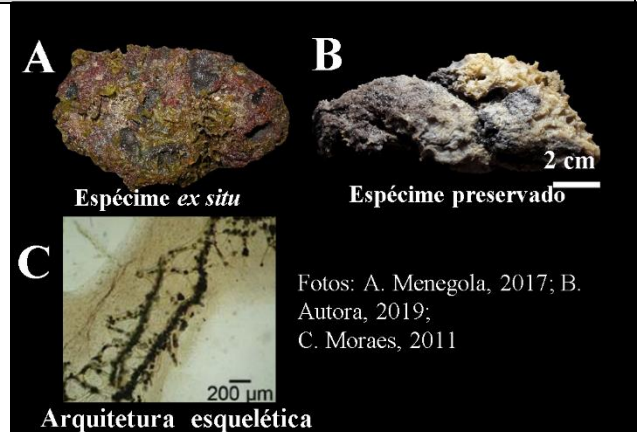 A
B
2 cm
Espécime ex situ
Espécime preservado
C
Fotos: A. Menegola, 2017; B.
Autora, 2019;
C. Moraes, 2011
200 µm
Arquitetura esquelética